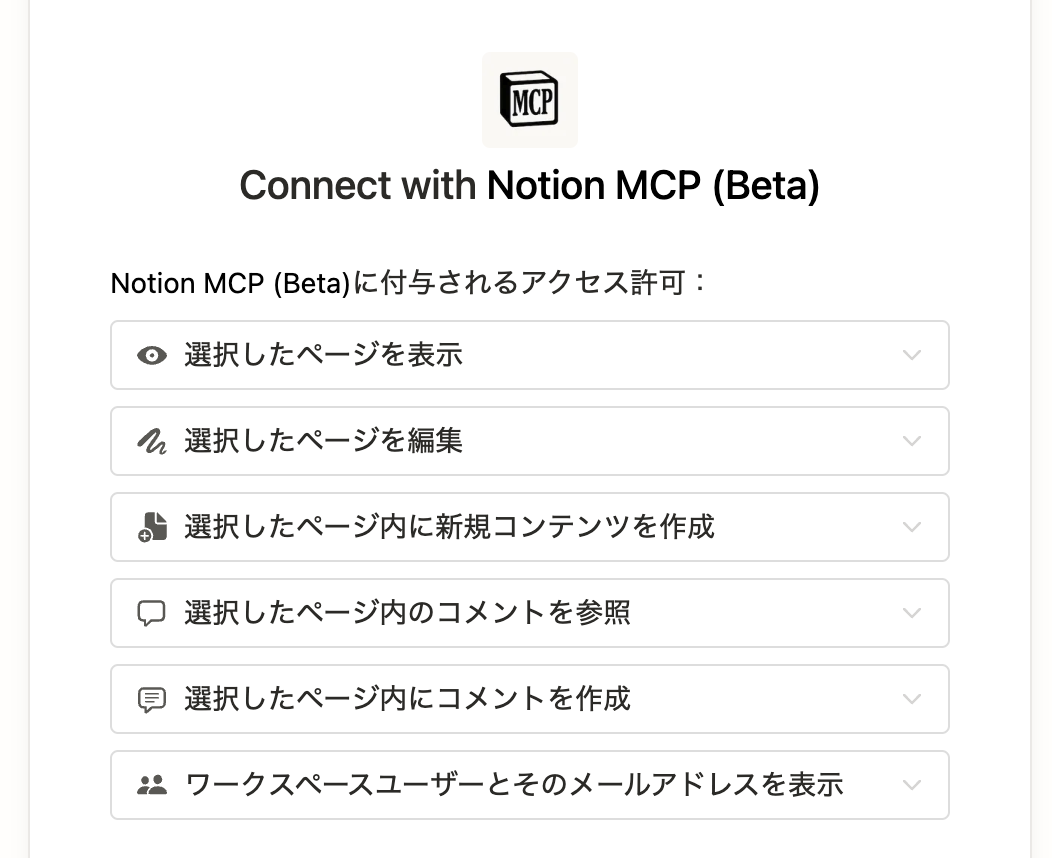 MCP
Connect with Notion MCP (Beta)
Notion MCP (Beta)に付与されるアクセス許可：
選択したページを表示
選択したページを編集
選択したページ内に新規コンテンツを作成
選択したページ内のコメントを参照
選択したページ内にコメントを作成
ワークスペースユーザーとそのメールアドレスを表示